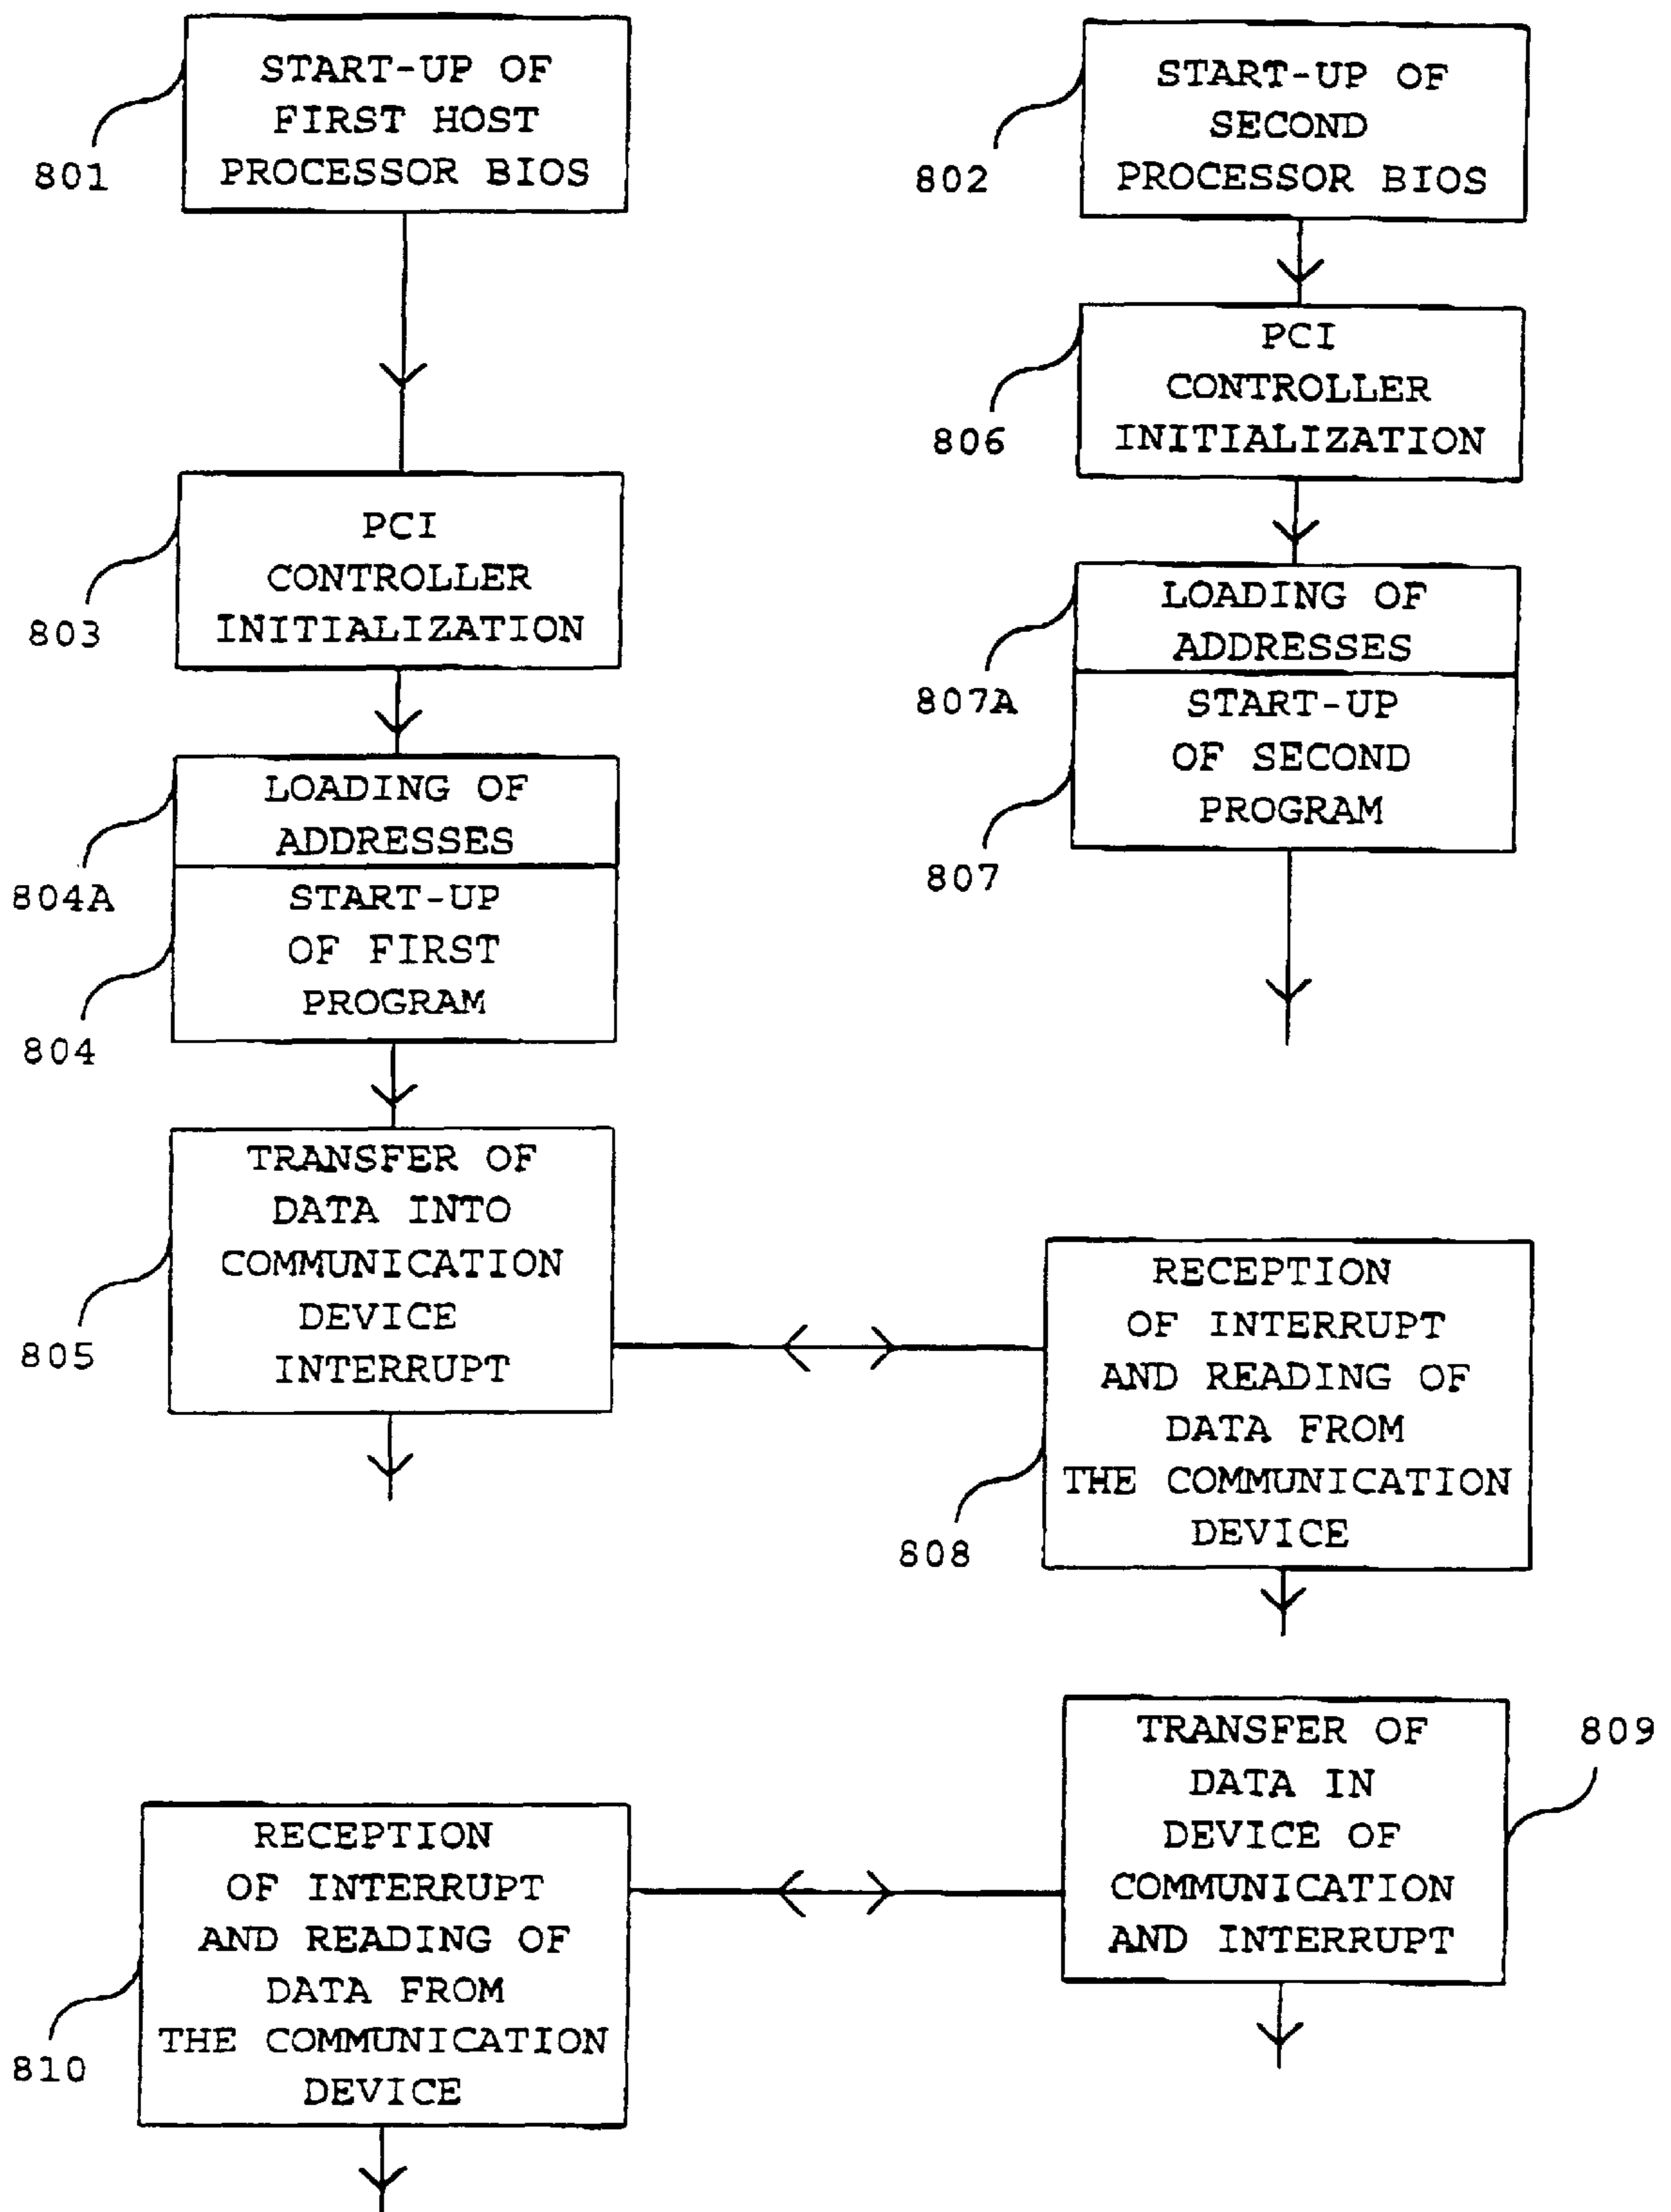 START-UP OF
FIRST HOST
PROCESSOR BIOS
801
START-UP OF
SECOND
PROCESSOR BIOS
802
PCI
CONTROLLER
INITIALIZATION
806
PCI
CONTROLLER
INITIALIZATION
803
LOADING OF
ADDRESSES
807A
START-UP
OF SECOND
PROGRAM
807
LOADING OF
ADDRESSES
804A
START-UP
OF FIRST
PROGRAM
804
TRANSFER OF
DATA INTO
COMMUNICATION
DEVICE
INTERRUPT
805
RECEPTION
OF INTERRUPT
AND READING OF
DATA FROM
THE COMMUNICATION
DEVICE
808
TRANSFER OF
DATA IN
DEVICE OF
COMMUNICATION
AND INTERRUPT
809
RECEPTION
OF INTERRUPT
AND READING OF
DATA FROM
THE COMMUNICATION
DEVICE
810